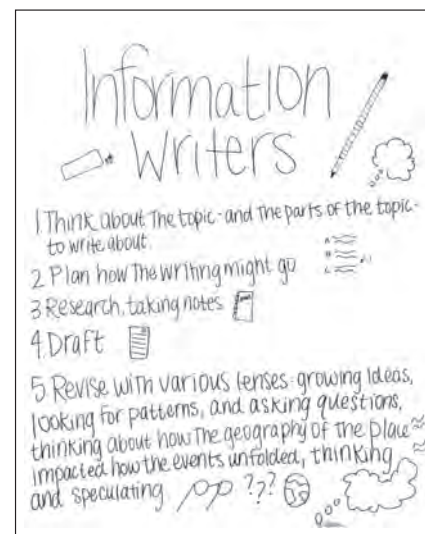 Information
Writers
1. Think about the topic - and the parts of the topic -
to write about.
2. Plan how the writing might go
3. Research, taking notes
4. Draft
5. Revise with various lenses: growing ideas,
looking for patterns, and asking questions,
thinking about how the geography of the place
impacted how the events unfolded, thinking
and speculating ???